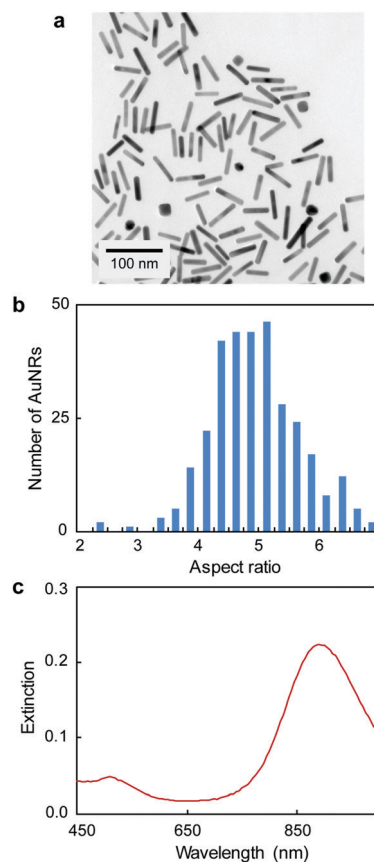 a
100 nm
b
50
25
0
Number of AuNRs
2 3 4 5 6
Aspect ratio
c
0.3
0.2
0.1
0.0
Extinction
450 650 850
Wavelength (nm)